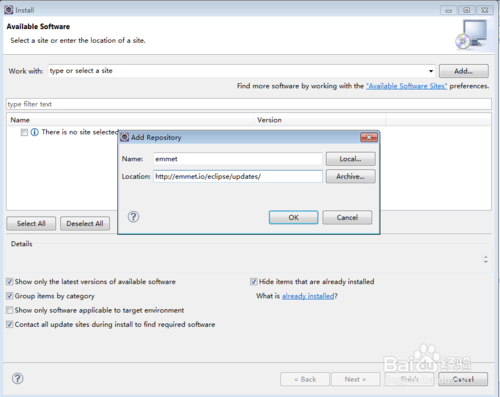 Install
Available Software
Select a site or enter the location of a site.
Work with: type or select a site
Add...
Find more software by working with the "Available Software Sites" preferences.
type filter text
Name Version
There is no site selected
Add Repository
Name: emmet Local...
Location: http://emmet.io/eclipse/updates/ Archive...
OK Cancel
Select All Deselect All
Details
Show only the latest versions of available software
Hide items that are already installed
Group items by category
What is already installed?
Show only software applicable to target environment
Contact all update sites during install to find required software
Baidu 经验
< Back Next > Finish Cancel